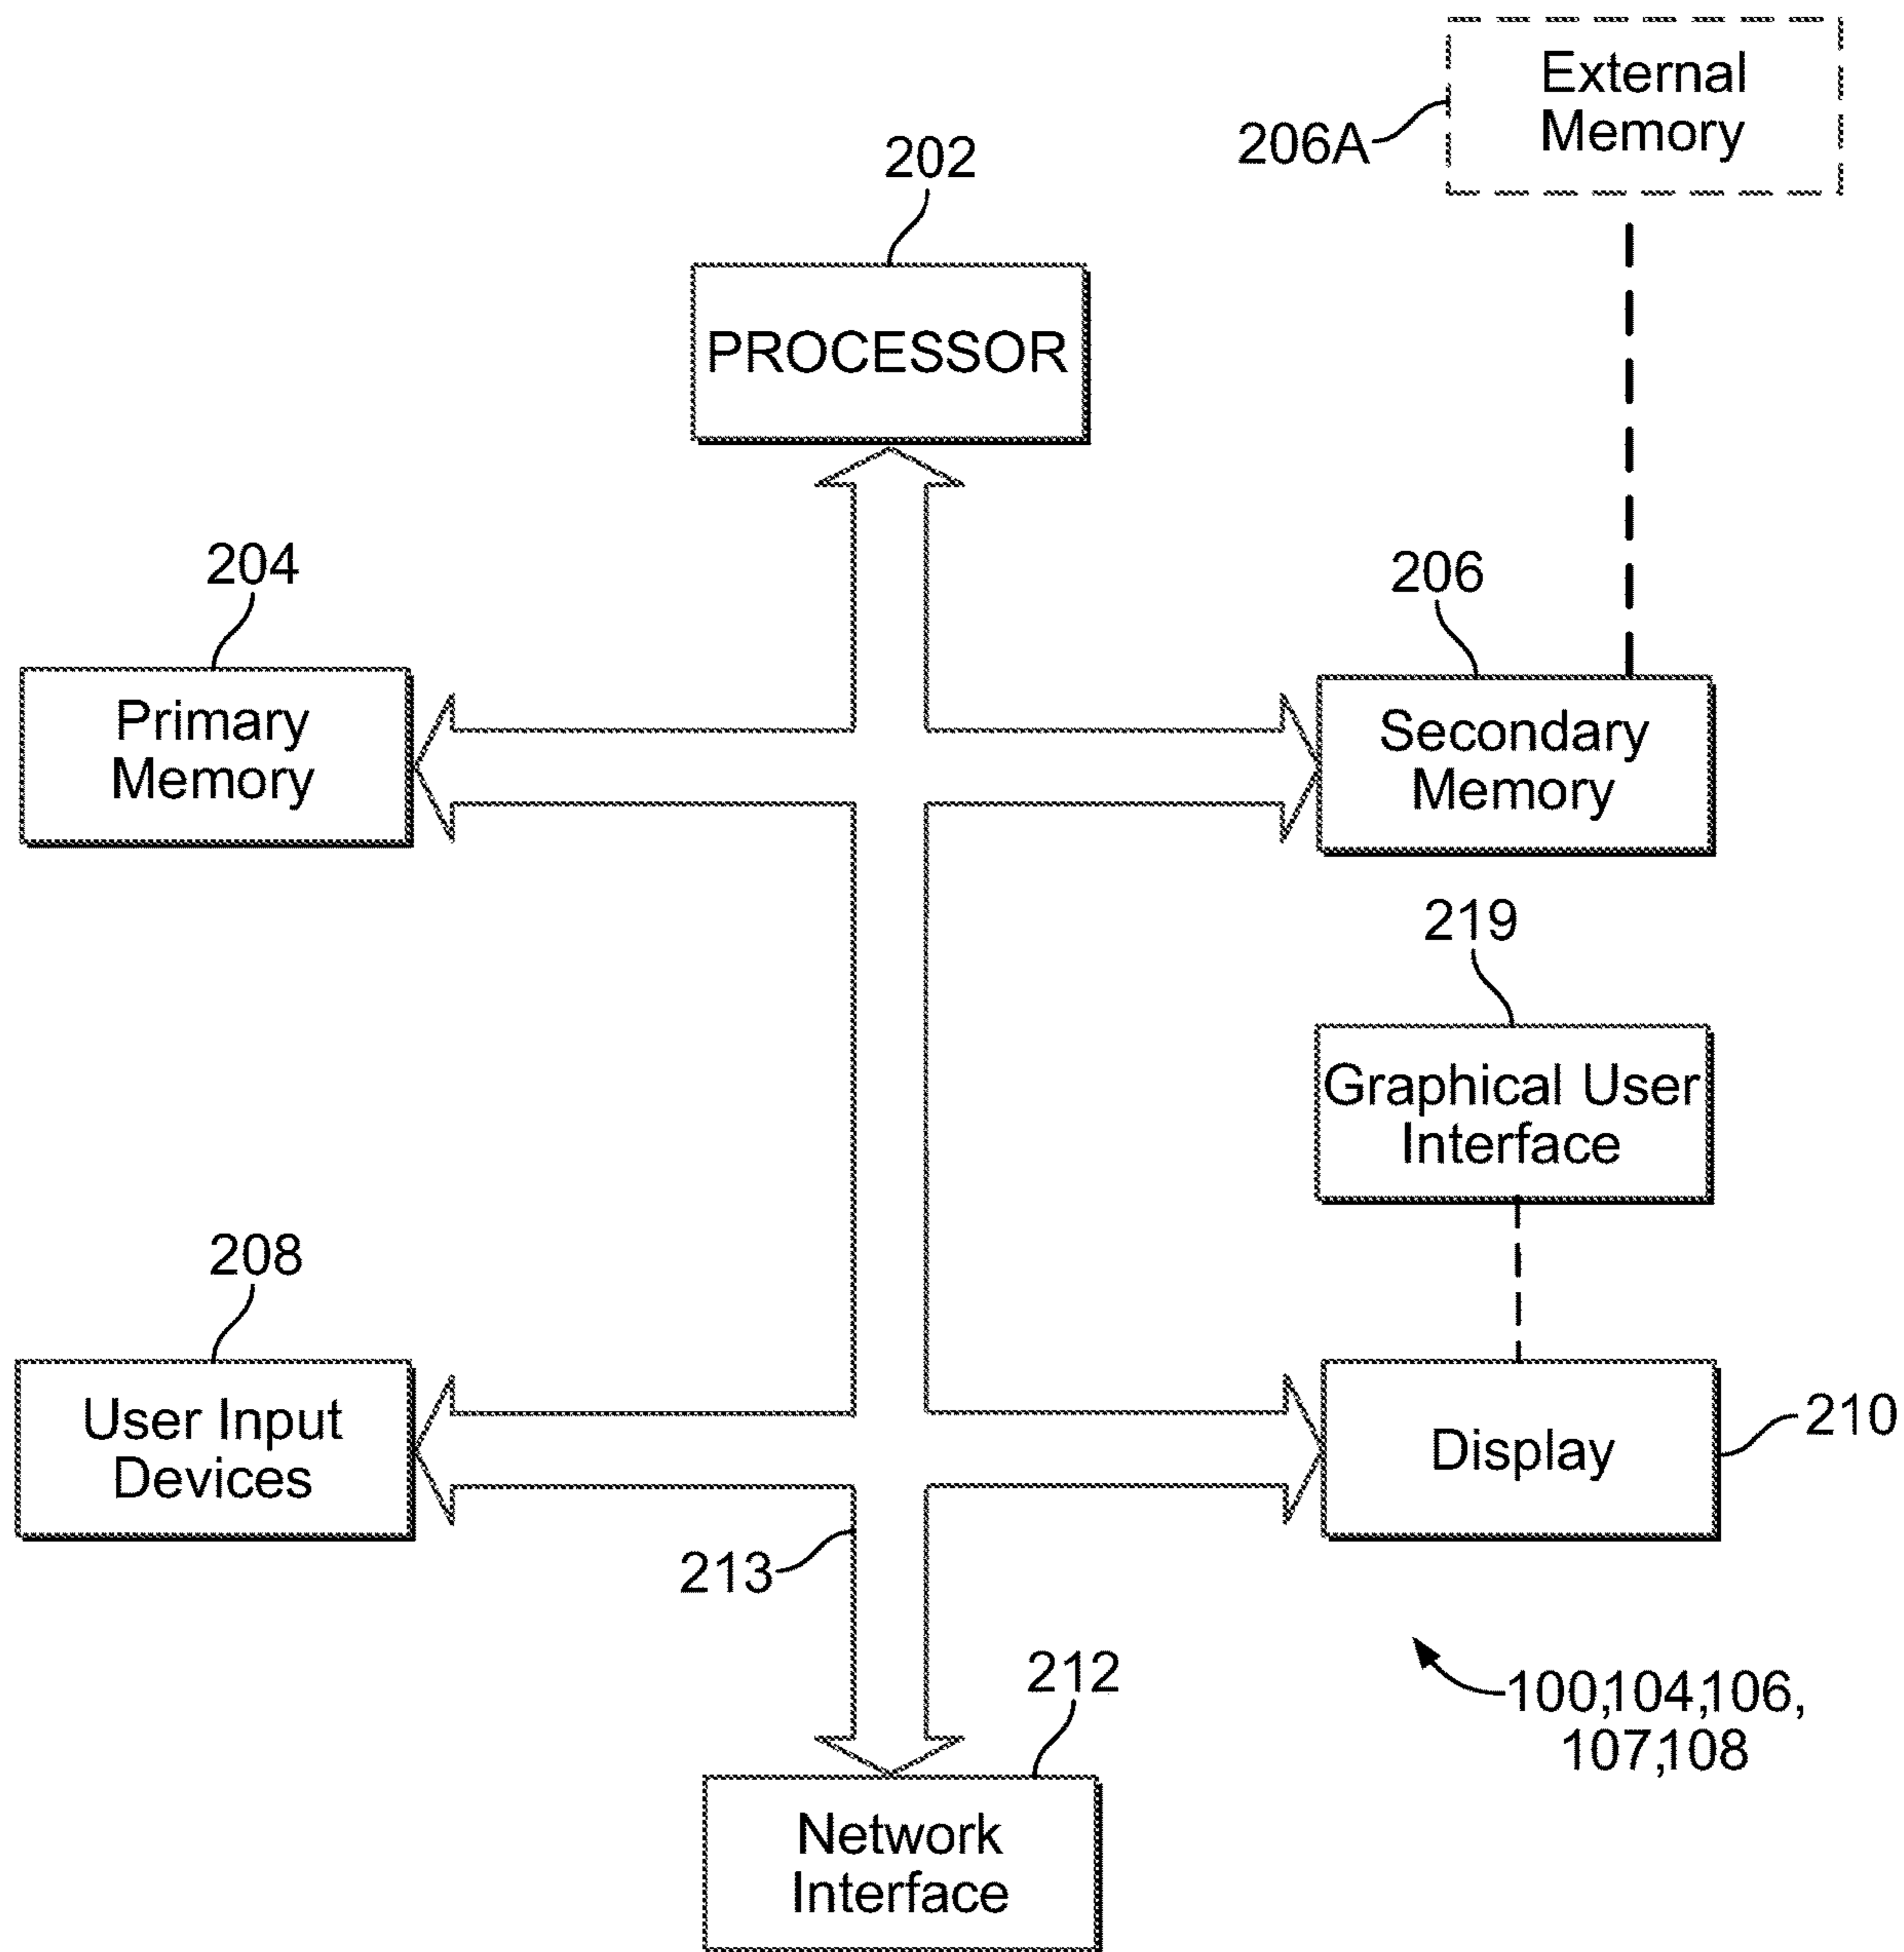 External
Memory
206A
202
PROCESSOR
204
206
Primary
Memory
Secondary
Memory
219
Graphical User
Interface
208
User Input
Devices
Display
210
213
212
100,104,106,
107,108
Network
Interface